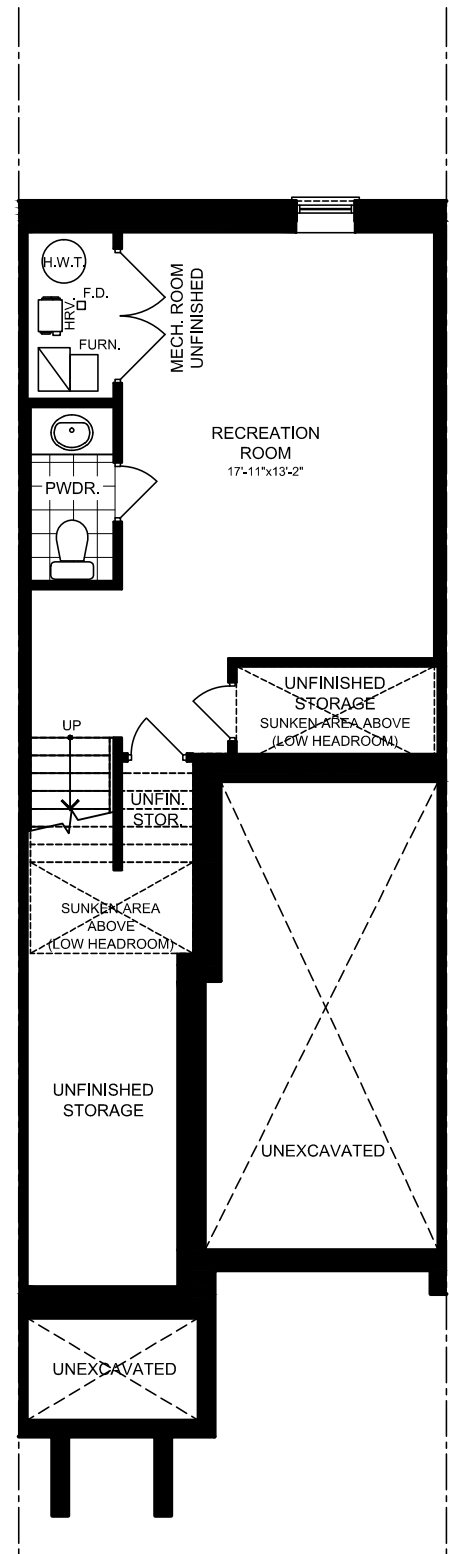 H.W.T.
F.D.
HRV.
FURN.
MECH. ROOM
UNFINISHED
RECREATION
ROOM
17'-11"x13'-2"
PWDR.
UNFINISHED
STORAGE
SUNKEN AREA ABOVE
(LOW HEADROOM)
UP
UNFIN.
STOR.
SUNKEN AREA
ABOVE
(LOW HEADROOM)
UNFINISHED
STORAGE
UNEXCAVATED
UNEXCAVATED